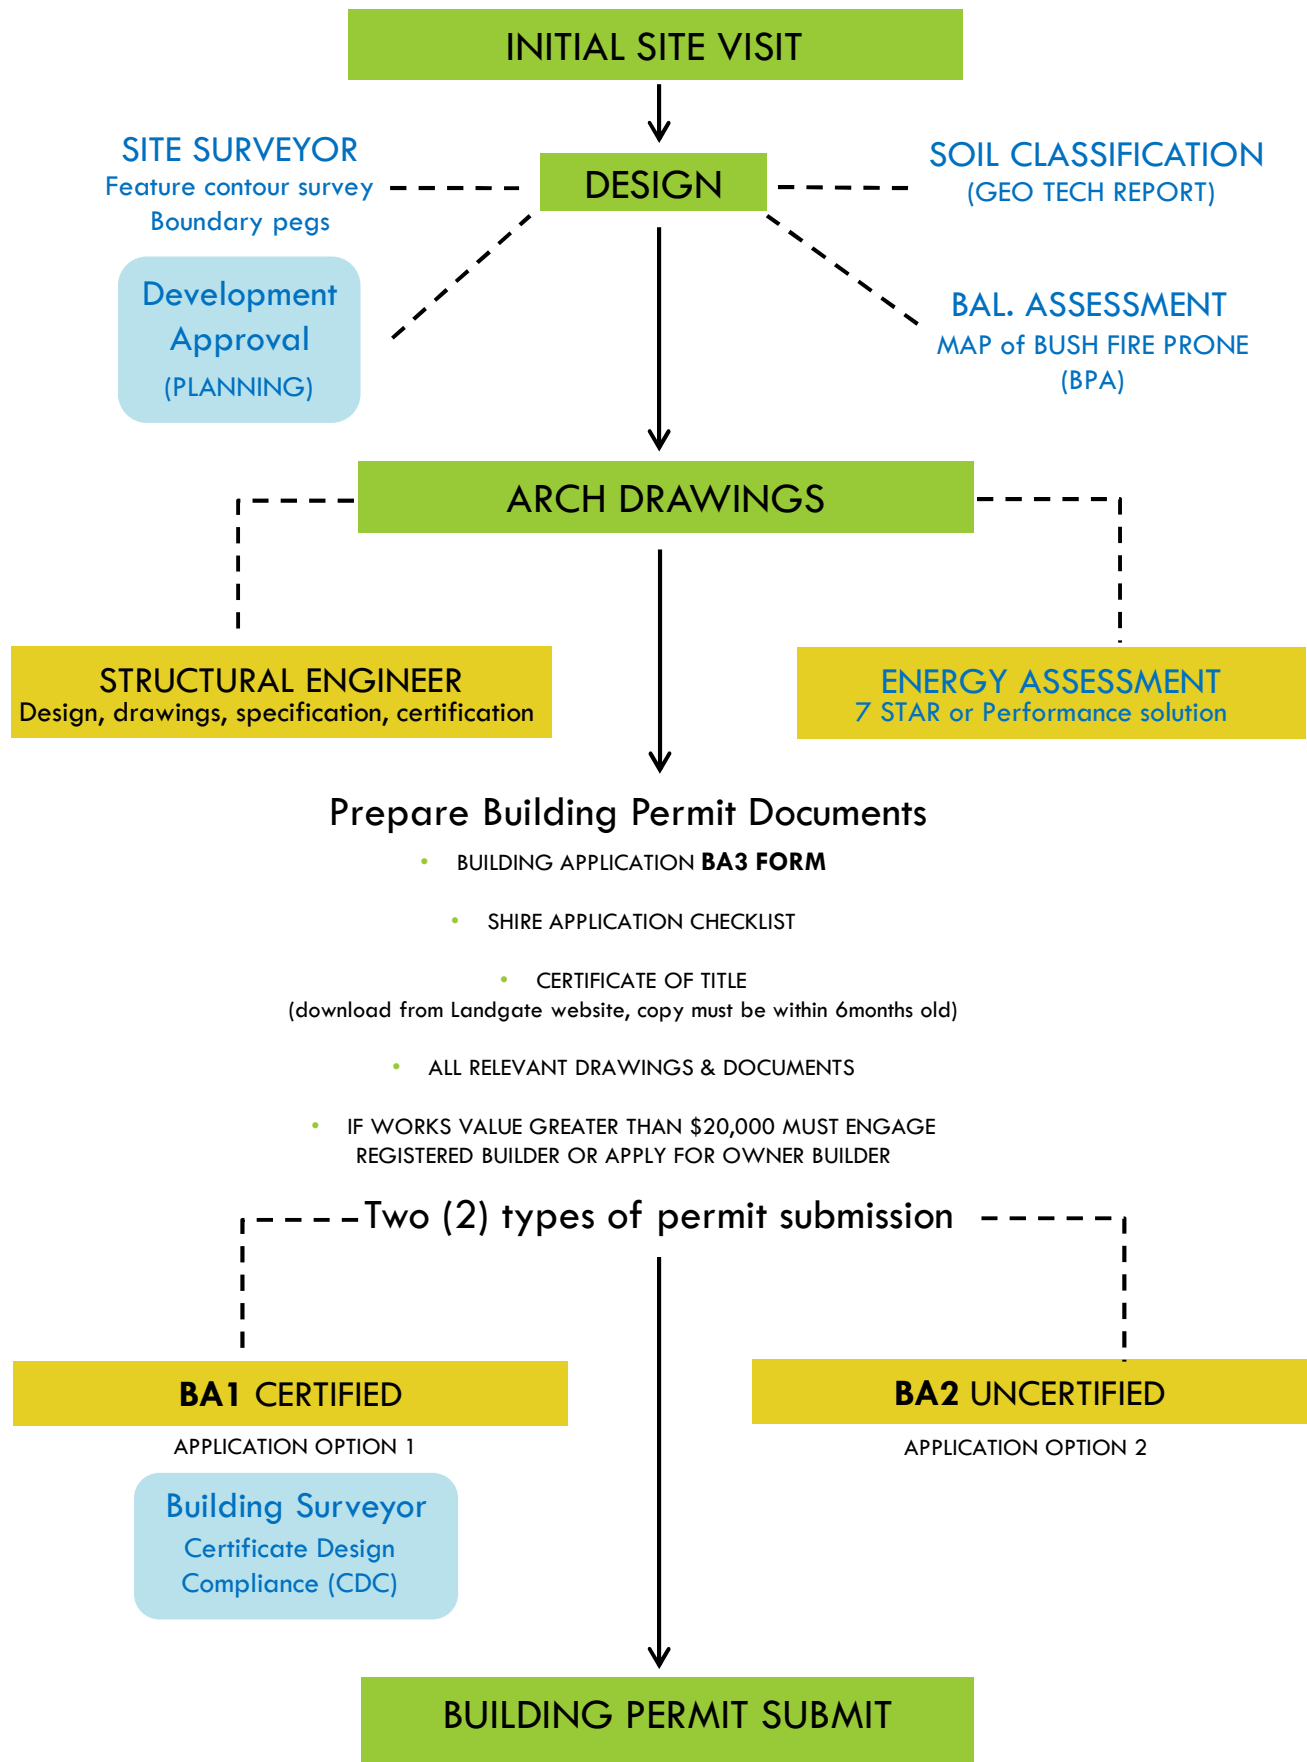 INITIAL SITE VISIT
SITE SURVEYOR
Feature contour survey
Boundary pegs
DESIGN
SOIL CLASSIFICATION
(GEO TECH REPORT)
Development
Approval
(PLANNING)
BAL. ASSESSMENT
MAP of BUSH FIRE PRONE
(BPA)
ARCH DRAWINGS
STRUCTURAL ENGINEER
Design, drawings, specification, certification
ENERGY ASSESSMENT
7 STAR or Performance solution
Prepare Building Permit Documents
• BUILDING APPLICATION BA3 FORM
• SHIRE APPLICATION CHECKLIST
• CERTIFICATE OF TITLE
(download from Landgate website, copy must be within 6months old)
• ALL RELEVANT DRAWINGS & DOCUMENTS
• IF WORKS VALUE GREATER THAN $20,000 MUST ENGAGE
REGISTERED BUILDER OR APPLY FOR OWNER BUILDER
Two (2) types of permit submission
BA1 CERTIFIED
APPLICATION OPTION 1
Building Surveyor
Certificate Design
Compliance (CDC)
BA2 UNCERTIFIED
APPLICATION OPTION 2
BUILDING PERMIT SUBMIT